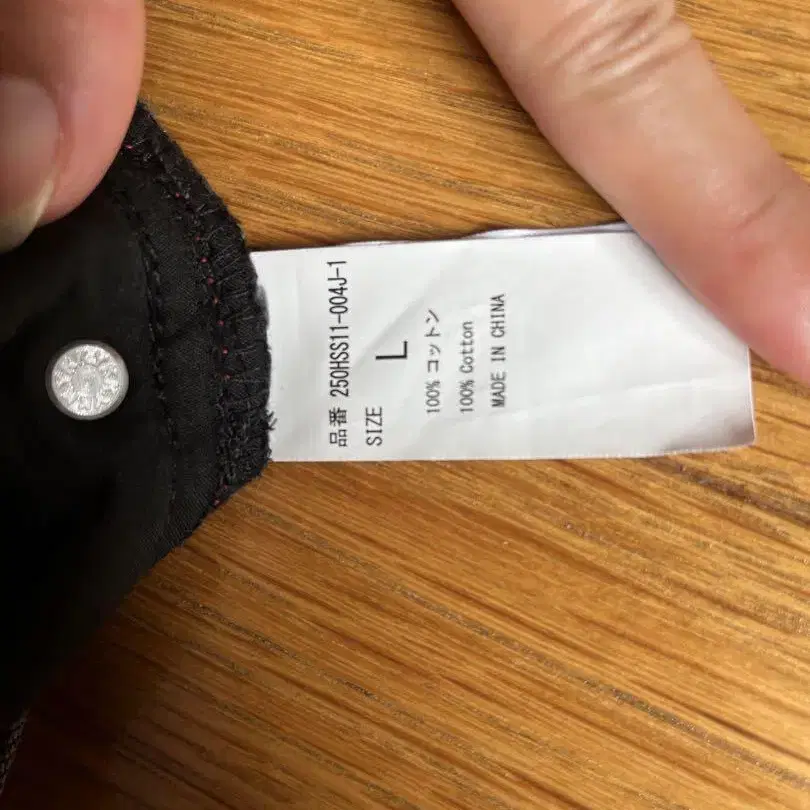 品番 250HSS11-004J-1
SIZE
L
100% コットン
100% Cotton
MADE IN CHINA